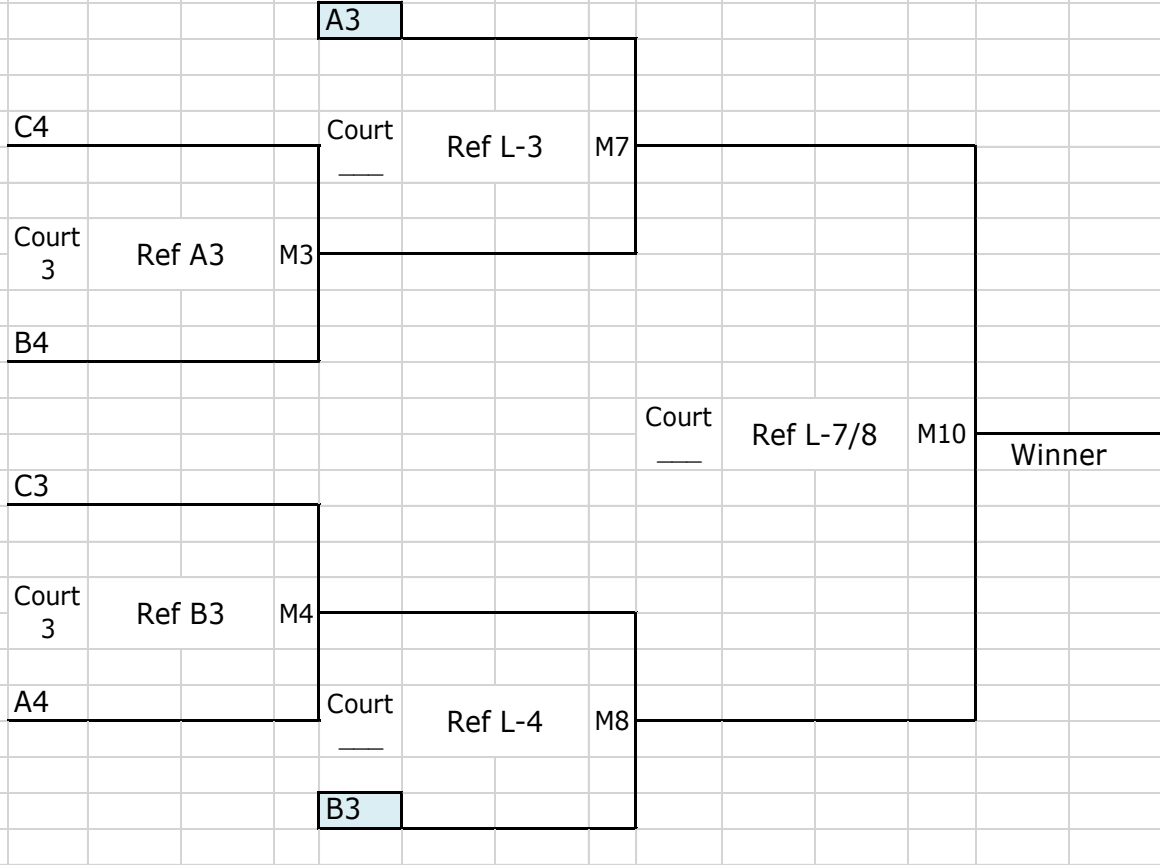 A3
C4
Court
___
Ref L-3
M7
Court
3
Ref A3
M3
B4
Court
___
Ref L-7/8
M10
Winner
C3
Court
3
Ref B3
M4
A4
Court
___
Ref L-4
M8
B3